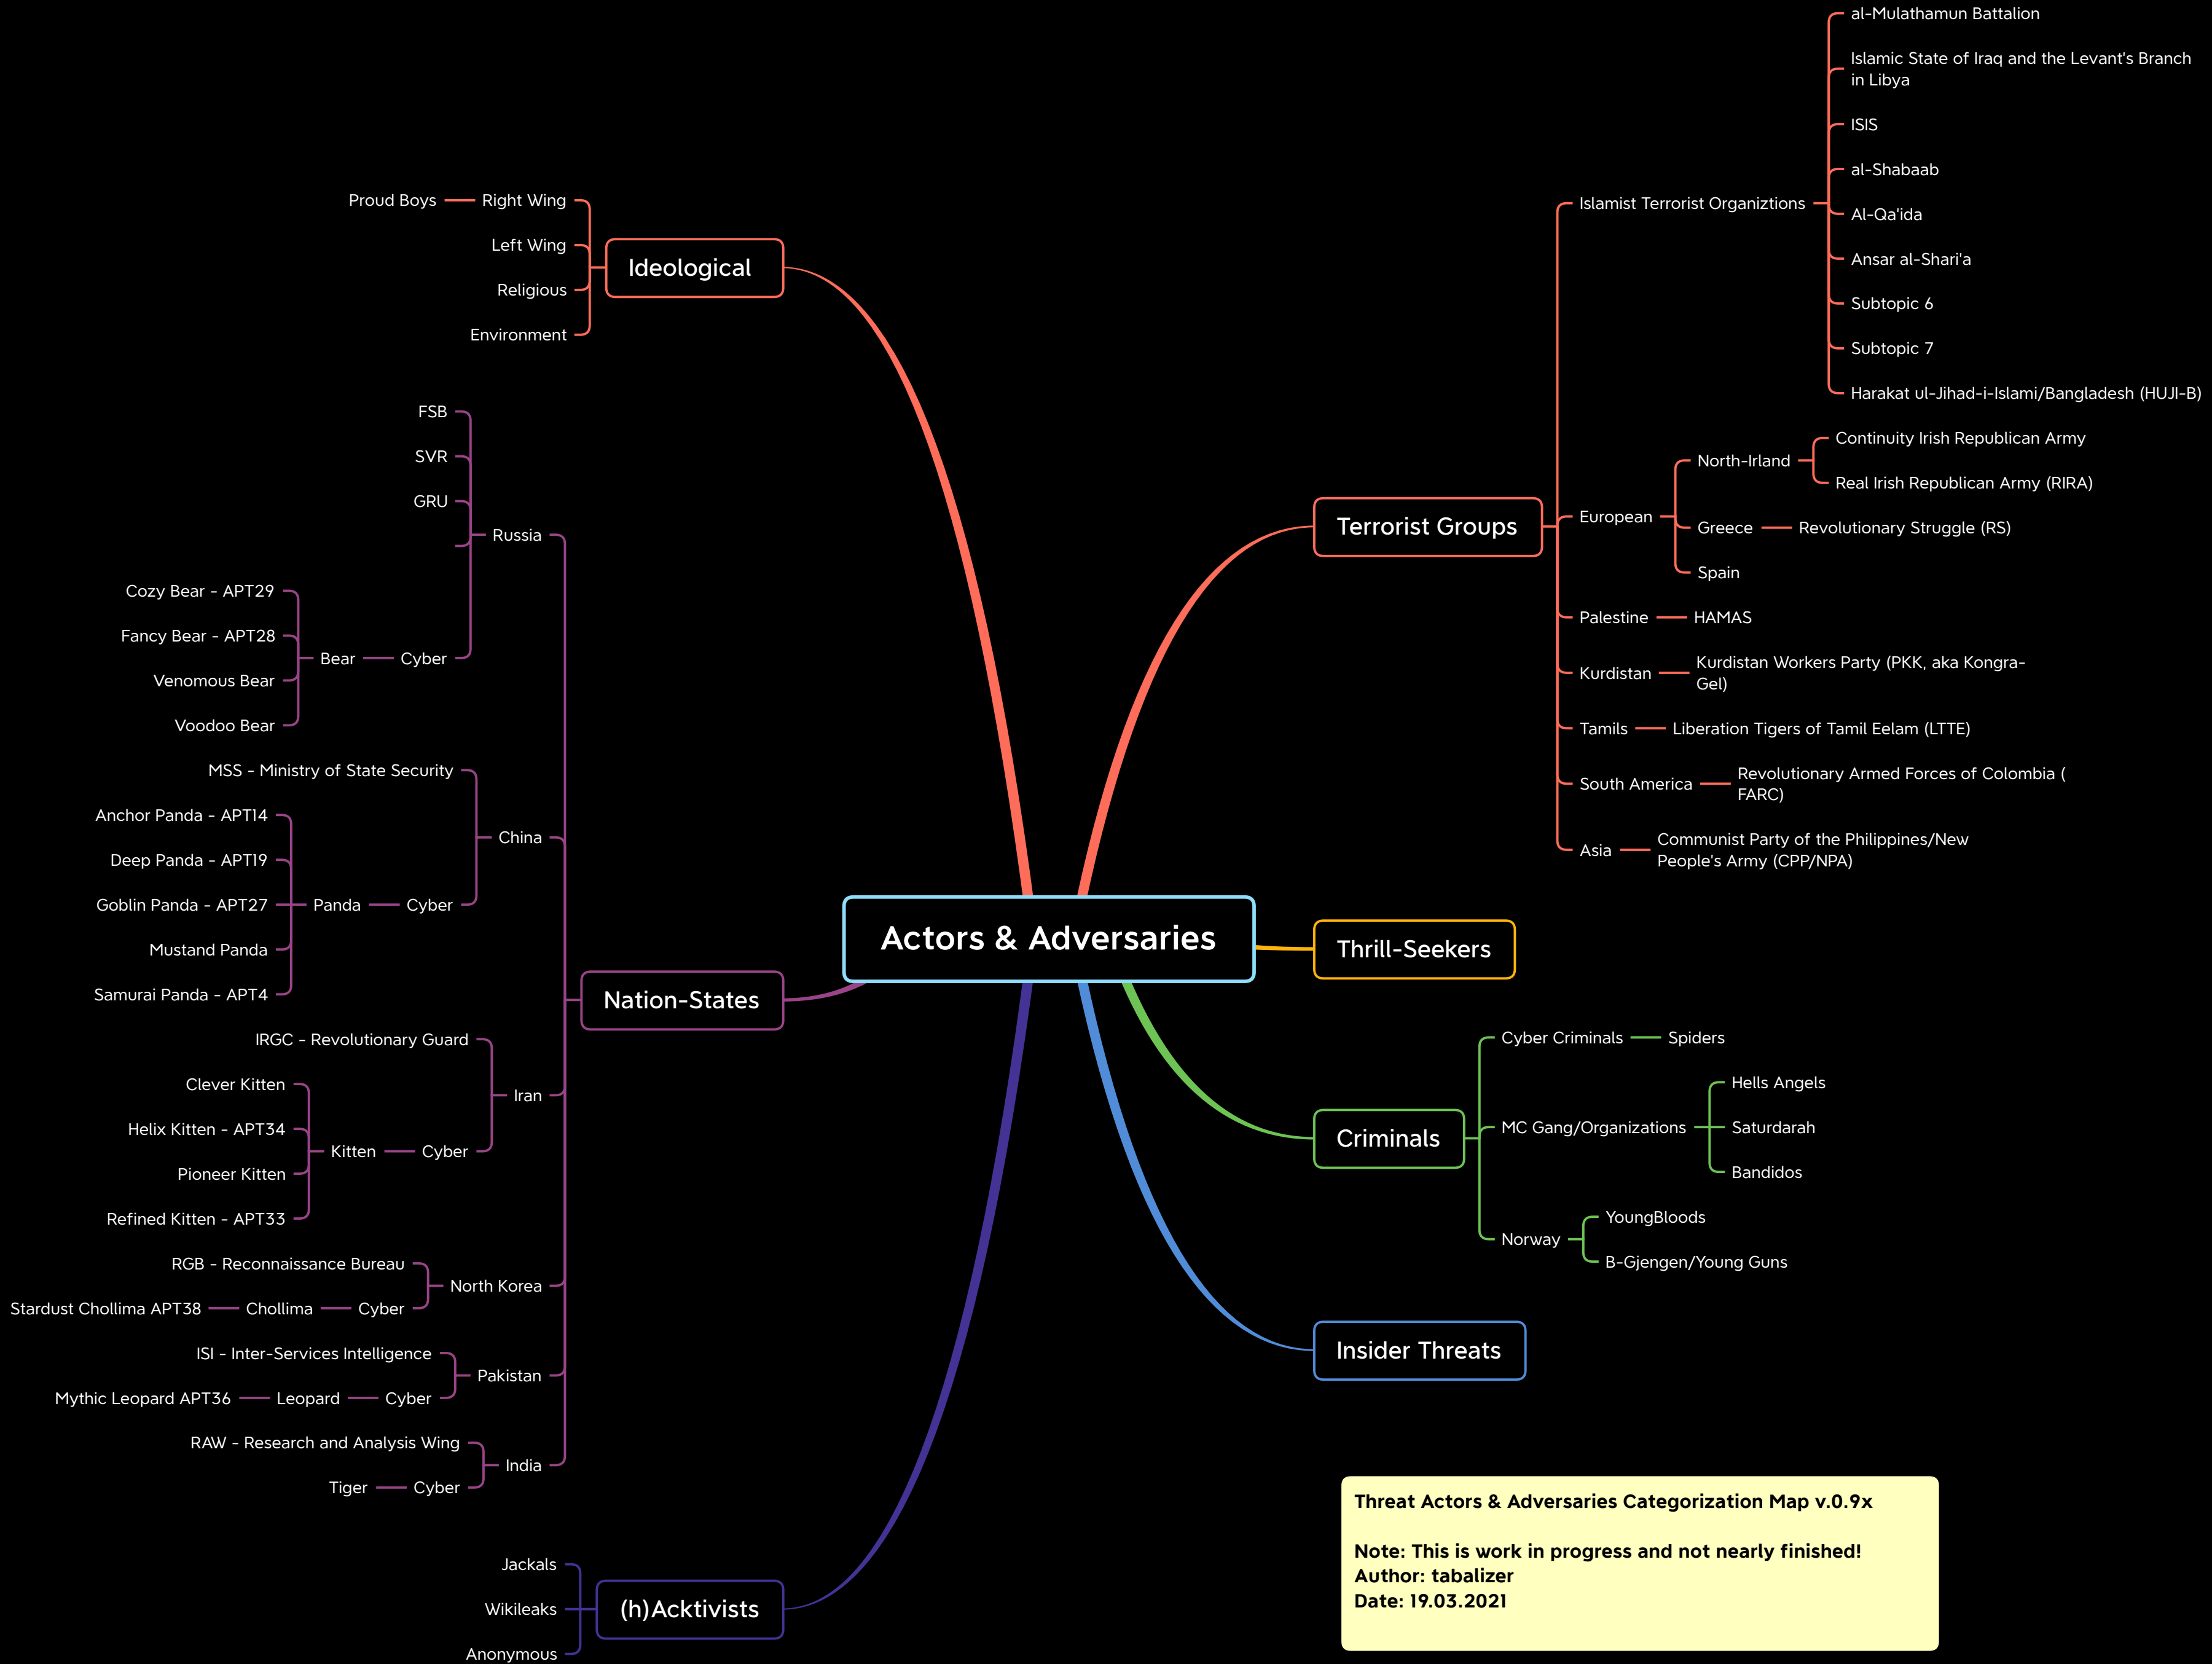 Actors & Adversaries
Ideological
Right Wing
Proud Boys
Left Wing
Religious
Environment
Nation-States
Russia
FSB
SVR
GRU
Cyber
Bear
Cozy Bear - APT29
Fancy Bear - APT28
Venomous Bear
Voodoo Bear
China
MSS - Ministry of State Security
Cyber
Panda
Anchor Panda - APT14
Deep Panda - APT19
Goblin Panda - APT27
Mustand Panda
Samurai Panda - APT4
Iran
IRGC - Revolutionary Guard
Cyber
Kitten
Clever Kitten
Helix Kitten - APT34
Pioneer Kitten
Refined Kitten - APT33
North Korea
RGB - Reconnaissance Bureau
Cyber
Chollima
Stardust Chollima APT38
Pakistan
ISI - Inter-Services Intelligence
Cyber
Leopard
Mythic Leopard APT36
India
RAW - Research and Analysis Wing
Cyber
Tiger
(h)Acktivists
Jackals
Wikileaks
Anonymous
Terrorist Groups
Islamist Terrorist Organiztions
al-Mulathamun Battalion
Islamic State of Iraq and the Levant's Branch
in Libya
ISIS
al-Shabaab
Al-Qa'ida
Ansar al-Shari'a
Subtopic 6
Subtopic 7
Harakat ul-Jihad-i-Islami/Bangladesh (HUJI-B)
European
North-Irland
Continuity Irish Republican Army
Real Irish Republican Army (RIRA)
Greece
Revolutionary Struggle (RS)
Spain
Palestine
HAMAS
Kurdistan
Kurdistan Workers Party (PKK, aka Kongra-
Gel)
Tamils
Liberation Tigers of Tamil Eelam (LTTE)
South America
Revolutionary Armed Forces of Colombia (
FARC)
Asia
Communist Party of the Philippines/New
People's Army (CPP/NPA)
Thrill-Seekers
Criminals
Cyber Criminals
Spiders
MC Gang/Organizations
Hells Angels
Saturdarah
Bandidos
Norway
YoungBloods
B-Gjengen/Young Guns
Insider Threats
Threat Actors & Adversaries Categorization Map v.0.9x
Note: This is work in progress and not nearly finished!
Author: tabalizer
Date: 19.03.2021